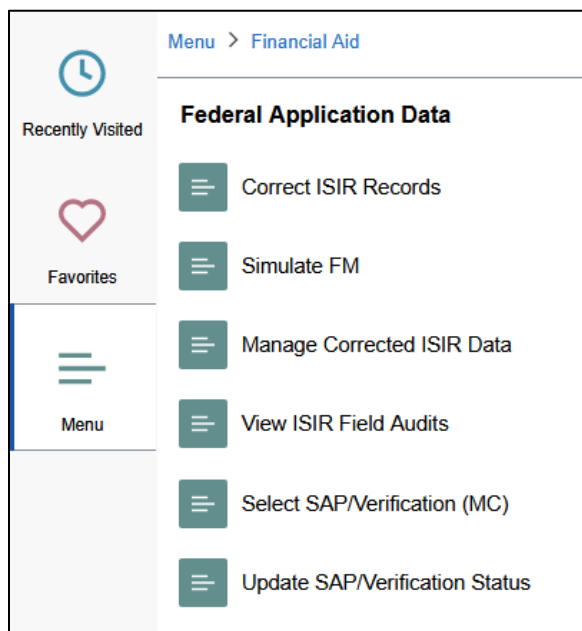 Menu > Financial Aid
Recently Visited
Federal Application Data
Correct ISIR Records
Simulate FM
Favorites
Manage Corrected ISIR Data
Menu
View ISIR Field Audits
Select SAP/Verification (MC)
Update SAP/Verification Status